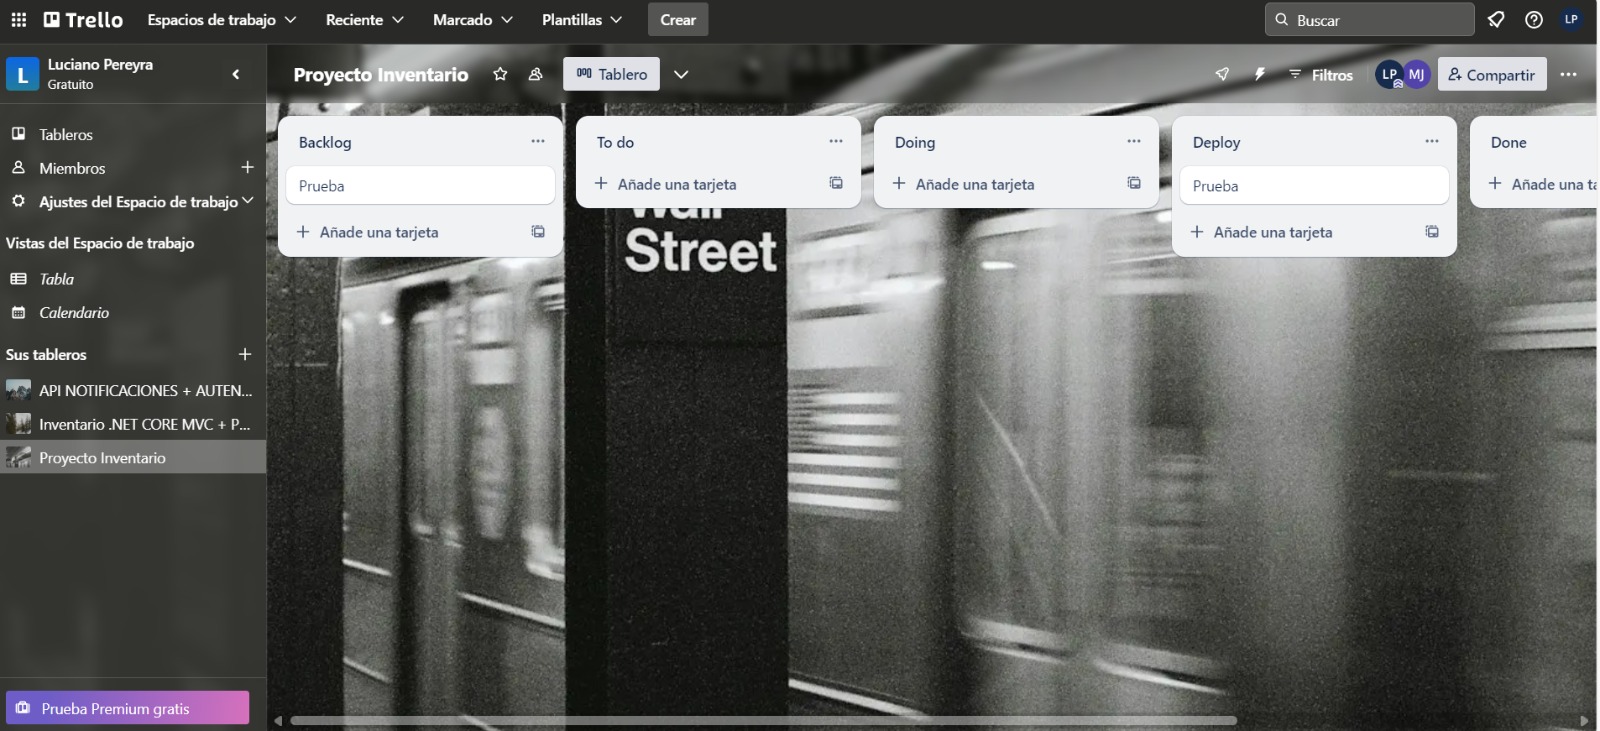 Trello
Espacios de trabajo
Reciente
Marcado
Plantillas
Crear
Buscar
LP
L
Luciano Pereyra
Gratuito
Proyecto Inventario
Tablero
Filtros
LP
MJ
Compartir
Tableros
Miembros
Ajustes del Espacio de trabajo
Vistas del Espacio de trabajo
Tabla
Calendario
Sus tableros
API NOTIFICACIONES + AUTEN...
Inventario .NET CORE MVC + P...
Proyecto Inventario
Prueba Premium gratis
Backlog
Prueba
Añade una tarjeta
To do
Añade una tarjeta
Doing
Añade una tarjeta
Deploy
Prueba
Añade una tarjeta
Done
Añade una ta
Wall
Street